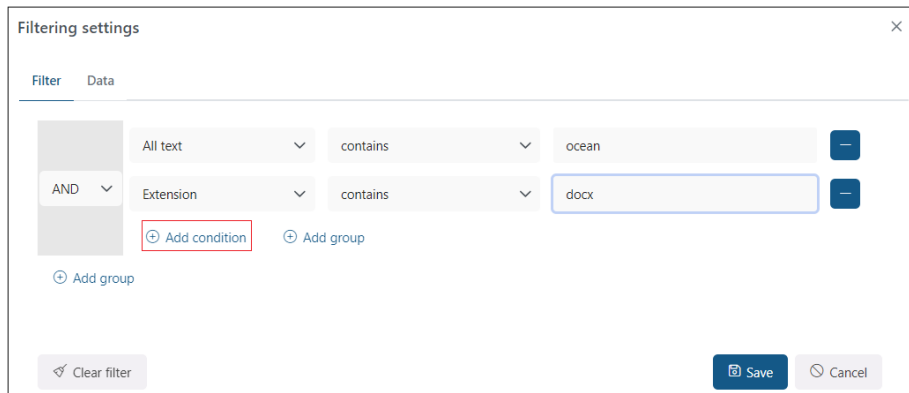 Filtering settings
Filter Data
All text contains ocean
AND
Extension contains docx
Add condition Add group
Add group
Clear filter Save Cancel